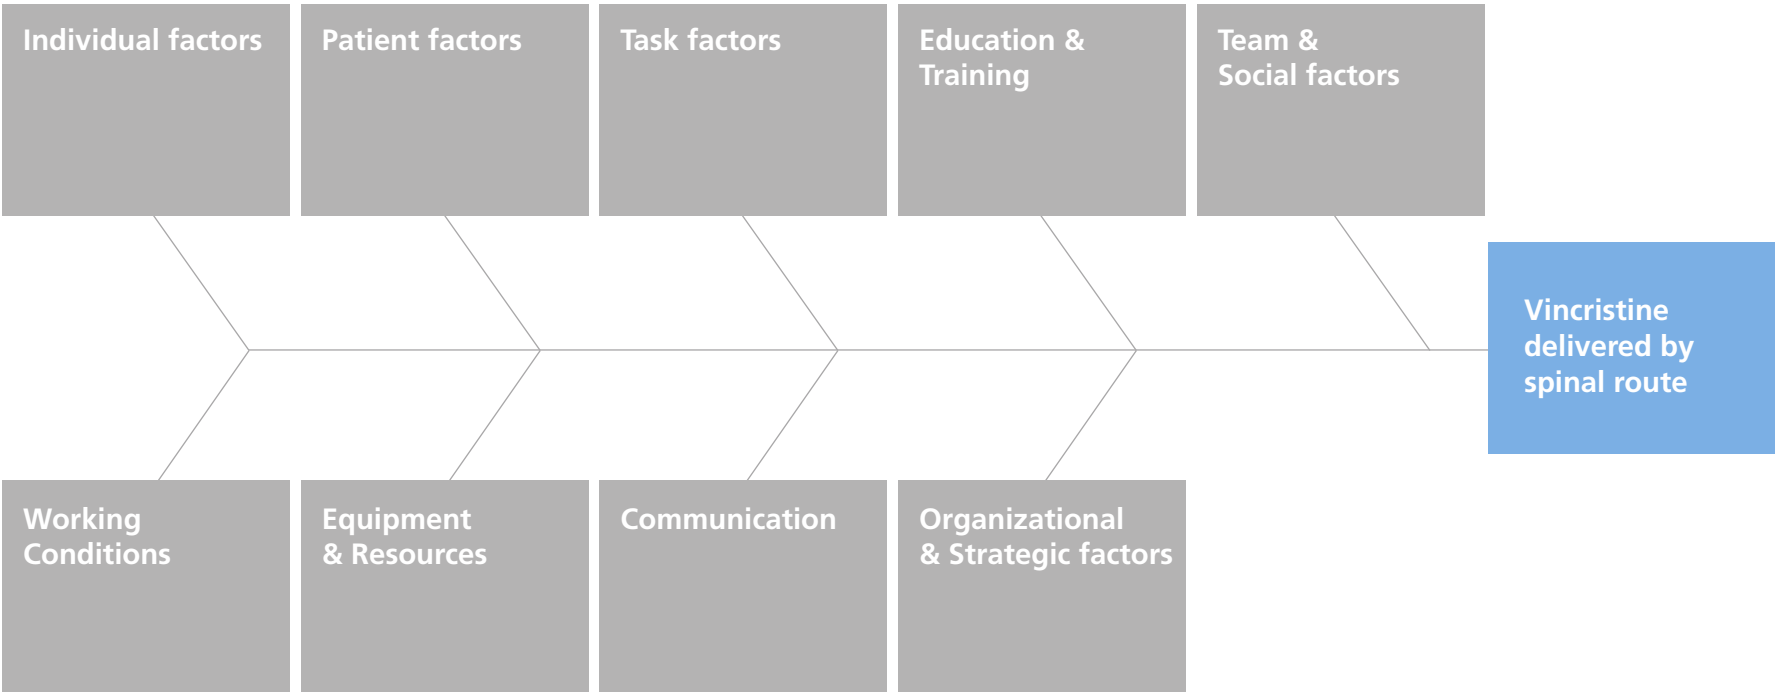 Individual factors
Patient factors
Task factors
Education &
Training
Team &
Social factors
Vincristine
delivered by
spinal route
Working
Conditions
Equipment
& Resources
Communication
Organizational
& Strategic factors